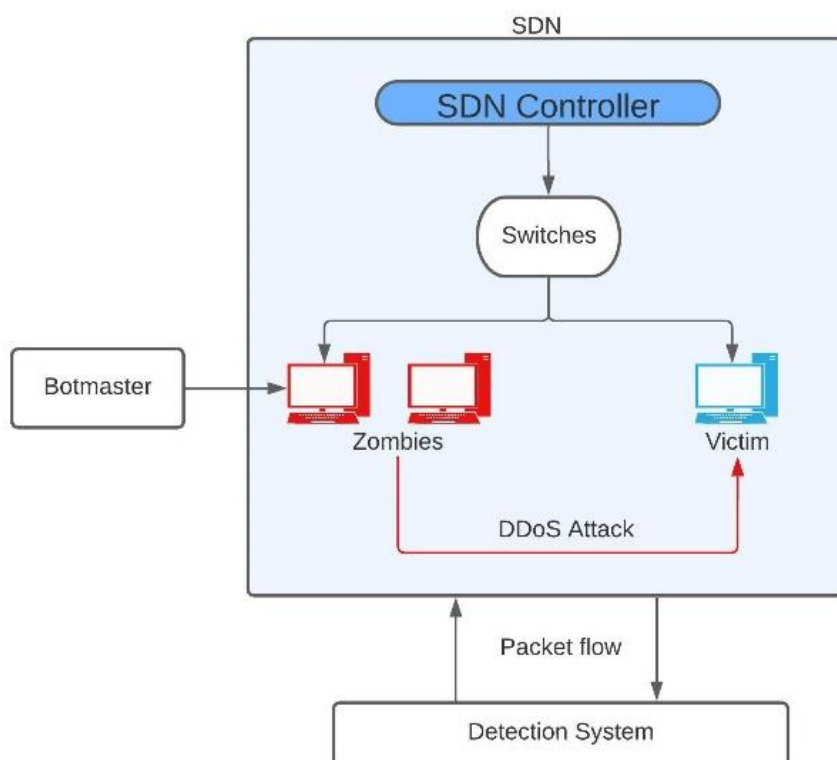 SDN
SDN Controller
Switches
Botmaster
Zombies
Victim
DDoS Attack
Packet flow
Detection System